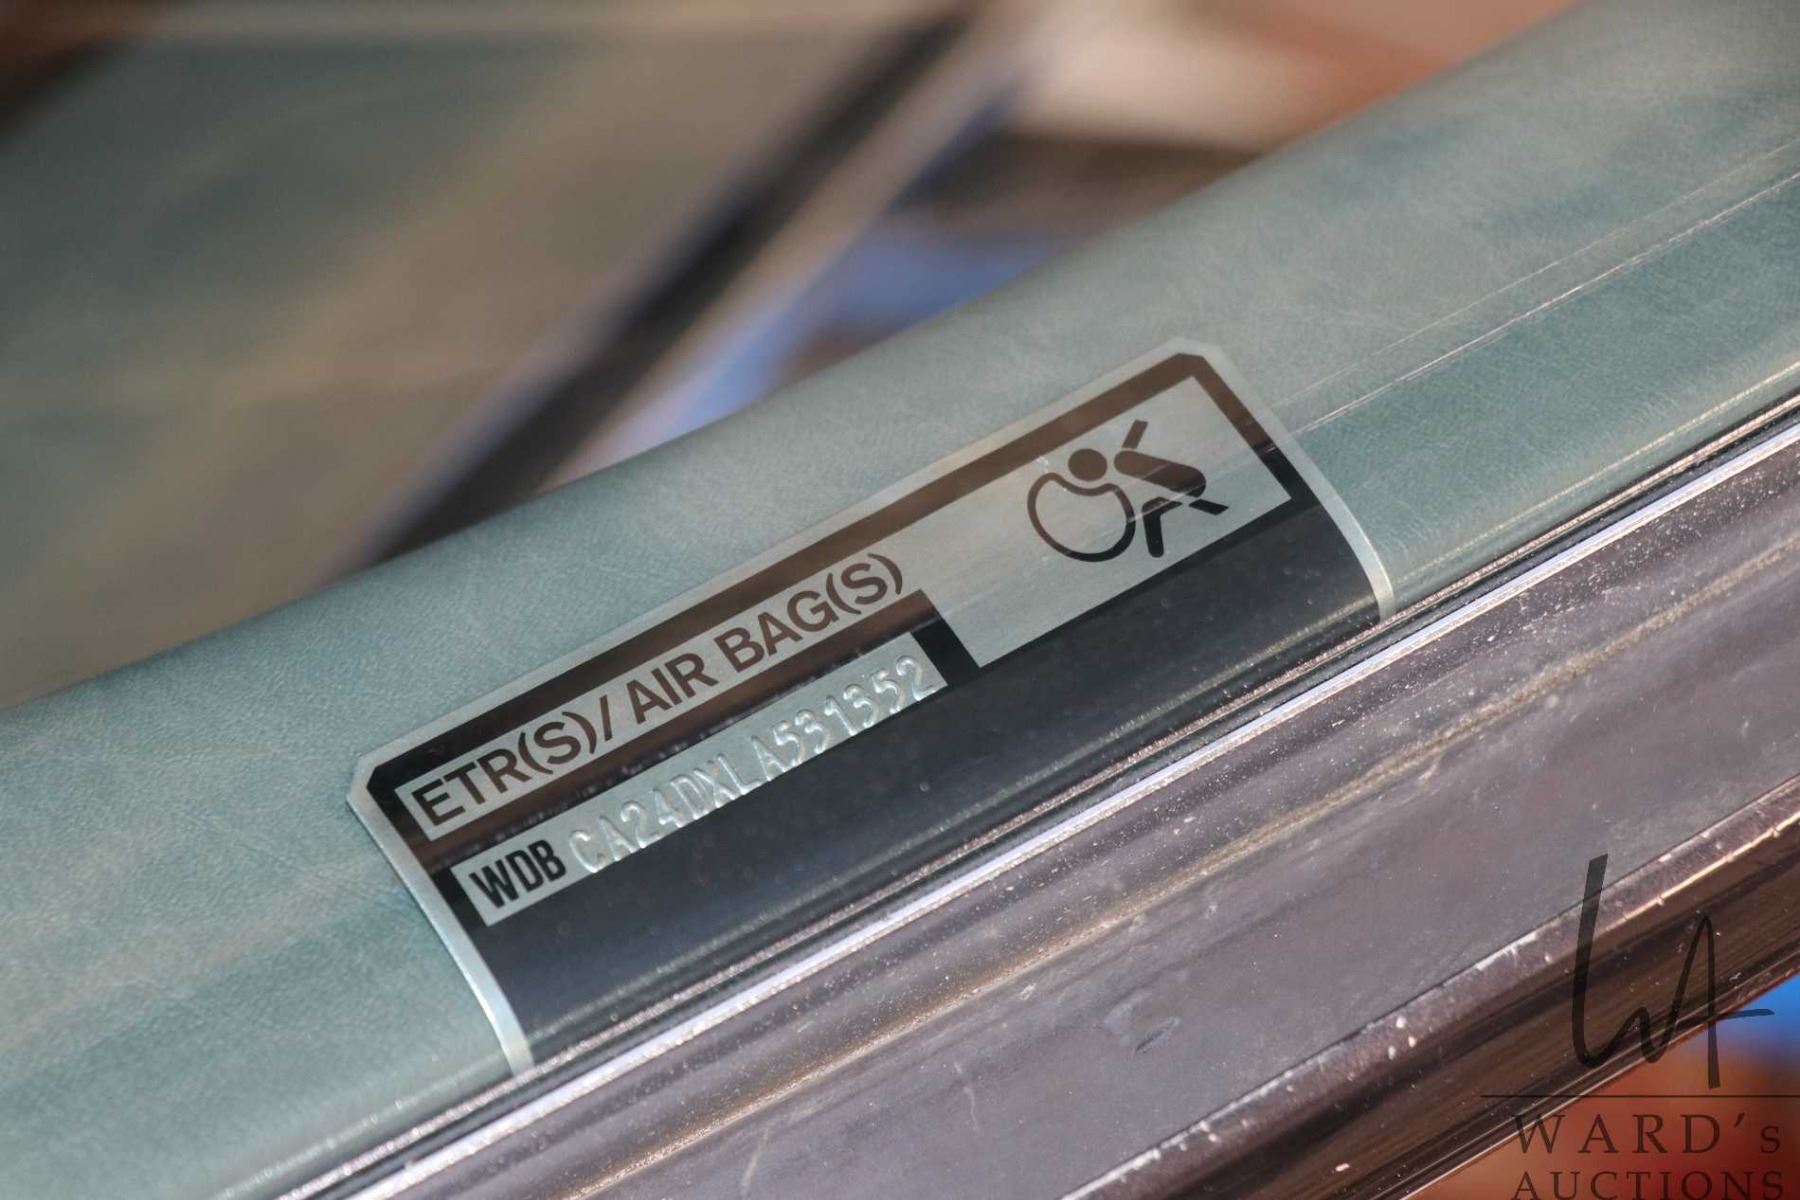 ETR(S)/AIR BAG(S)
WDB CA24DXLA531352
WARD's
AUCTIONS